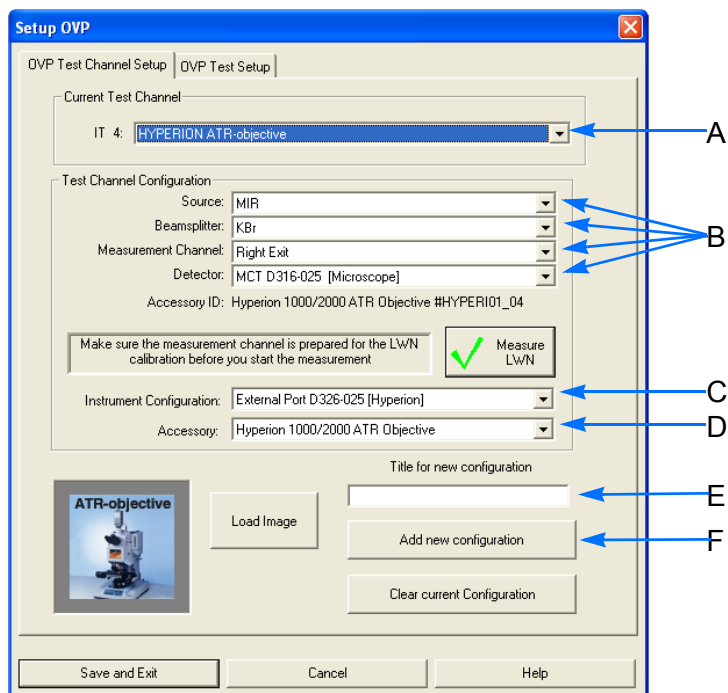 Setup OVP
OVP Test Channel Setup
OVP Test Setup
Current Test Channel
IT 4: HYPERION ATR-objective
A
Test Channel Configuration
Source: MIR
Beamsplitter: KBr
B
Measurement Channel: Right Exit
Detector: MCT D316-025 [Microscope]
Accessory ID: Hyperion 1000/2000 ATR Objective #HYPERI01_04
Make sure the measurement channel is prepared for the LWN
calibration before you start the measurement
Measure
LWN
Instrument Configuration: External Port D326-025 [Hyperion]
C
Accessory: Hyperion 1000/2000 ATR Objective
D
Title for new configuration
ATR-objective
E
Load Image
Add new configuration
F
Clear current Configuration
Save and Exit
Cancel
Help